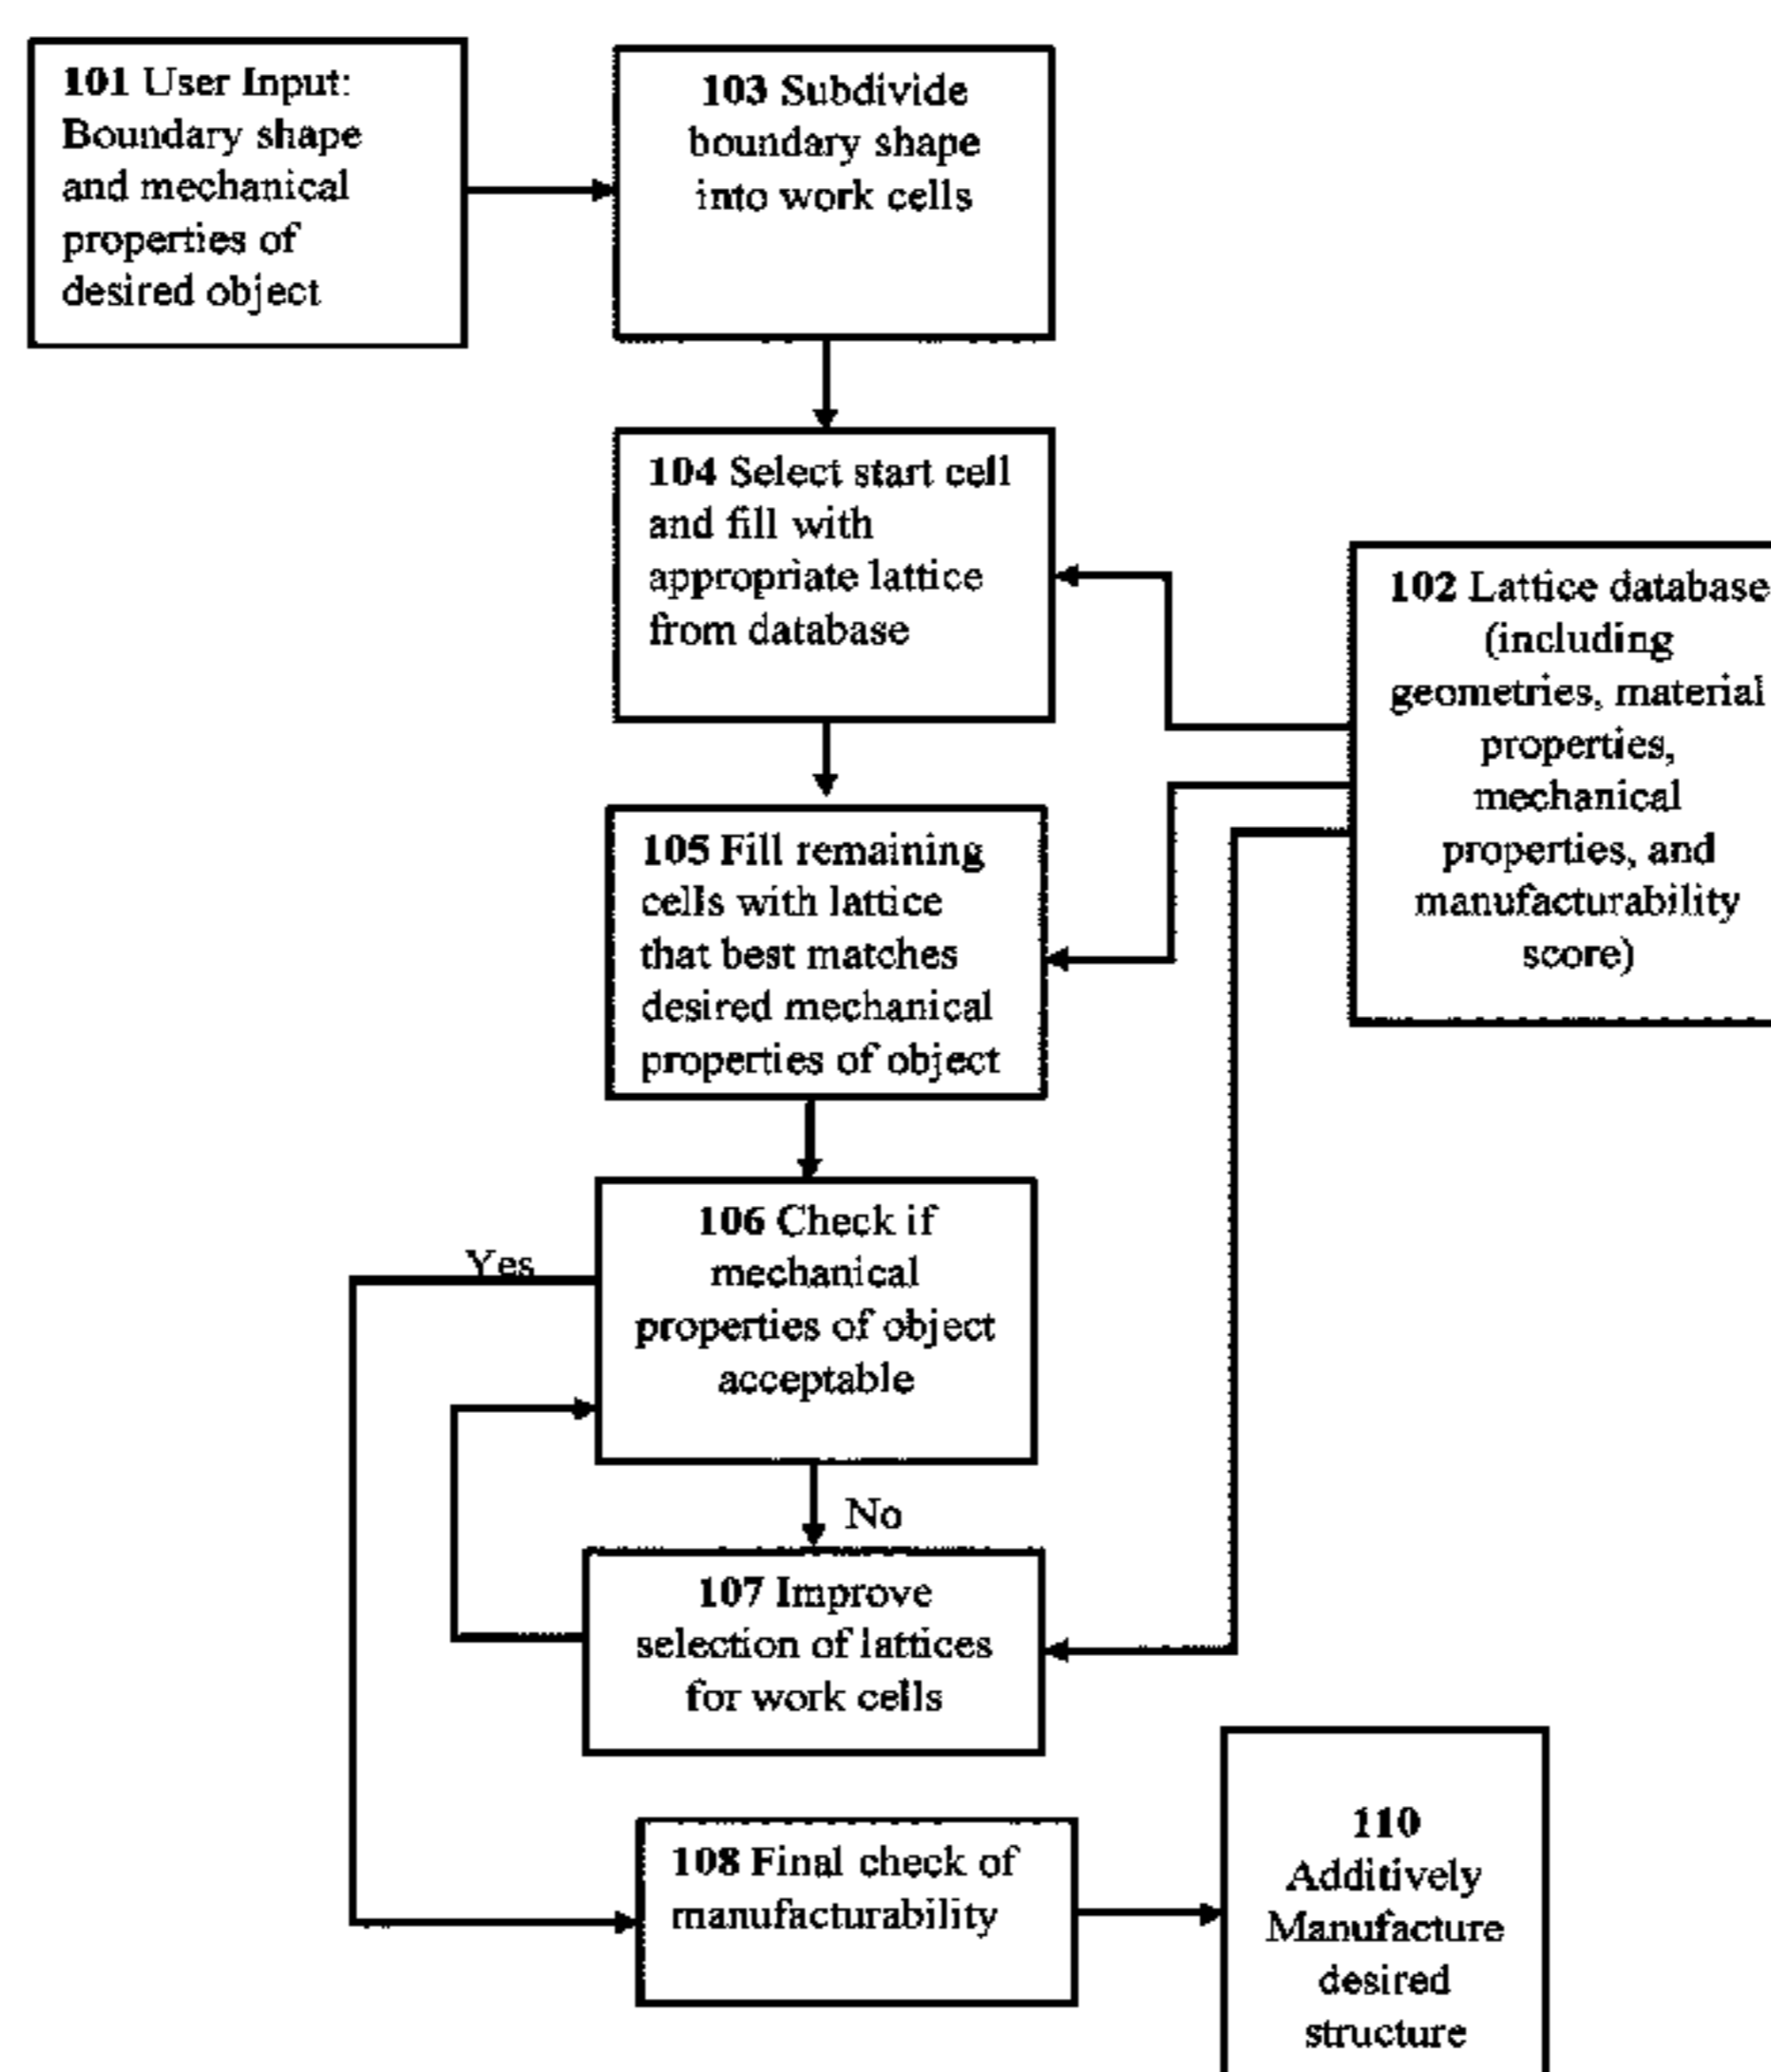 101 User Input:
Boundary shape
and mechanical
properties of
desired object
103 Subdivide
boundary shape
into work cells
104 Select start cell
and fill with
appropriate lattice
from database
102 Lattice database
(including
geometries, material
properties,
mechanical
properties, and
manufacturability
score)
105 Fill remaining
cells with lattice
that best matches
desired mechanical
properties of object
106 Check if
mechanical
properties of object
acceptable
Yes
No
107 Improve
selection of lattices
for work cells
108 Final check of
manufacturability
110
Additively
Manufacture
desired
structure